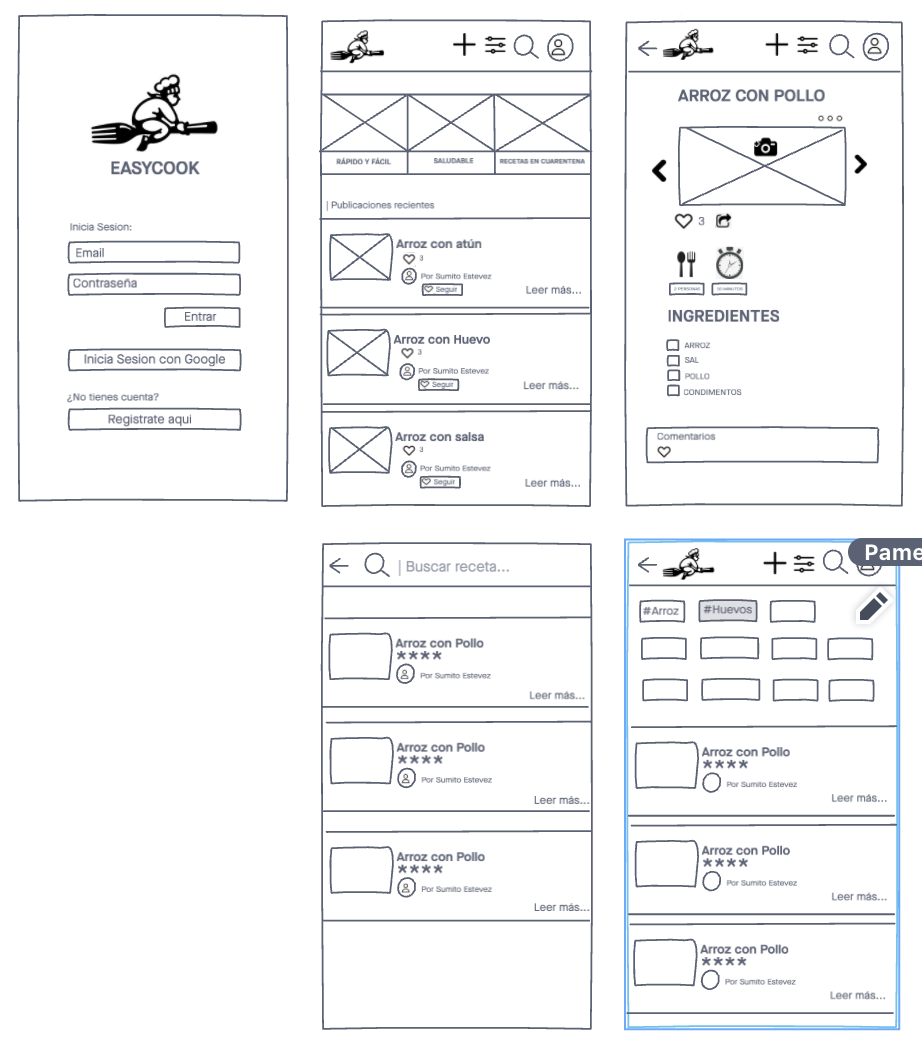 EASYCOOK
Inicia Sesion:
Email
Contraseña
Entrar
Inicia Sesion con Google
¿No tienes cuenta?
Registrate aqui
RÁPIDO Y FÁCIL
SALUDABLE
RECETAS EN CUARENTENA
| Publicaciones recientes
Arroz con atún
3
Por Sumito Estevez
Seguir
Leer más...
Arroz con Huevo
3
Por Sumito Estevez
Seguir
Leer más...
Arroz con salsa
3
Por Sumito Estevez
Seguir
Leer más...
ARROZ CON POLLO
3
2 PERSONAS
30 MINUTOS
INGREDIENTES
ARROZ
SAL
POLLO
CONDIMENTOS
Comentarios
| Buscar receta...
Arroz con Pollo
****
Por Sumito Estevez
Leer más...
Arroz con Pollo
****
Por Sumito Estevez
Leer más...
Arroz con Pollo
****
Por Sumito Estevez
Leer más...
Pame
#Arroz
#Huevos
Arroz con Pollo
****
Por Sumito Estevez
Leer más...
Arroz con Pollo
****
Por Sumito Estevez
Leer más...
Arroz con Pollo
****
Por Sumito Estevez
Leer más...